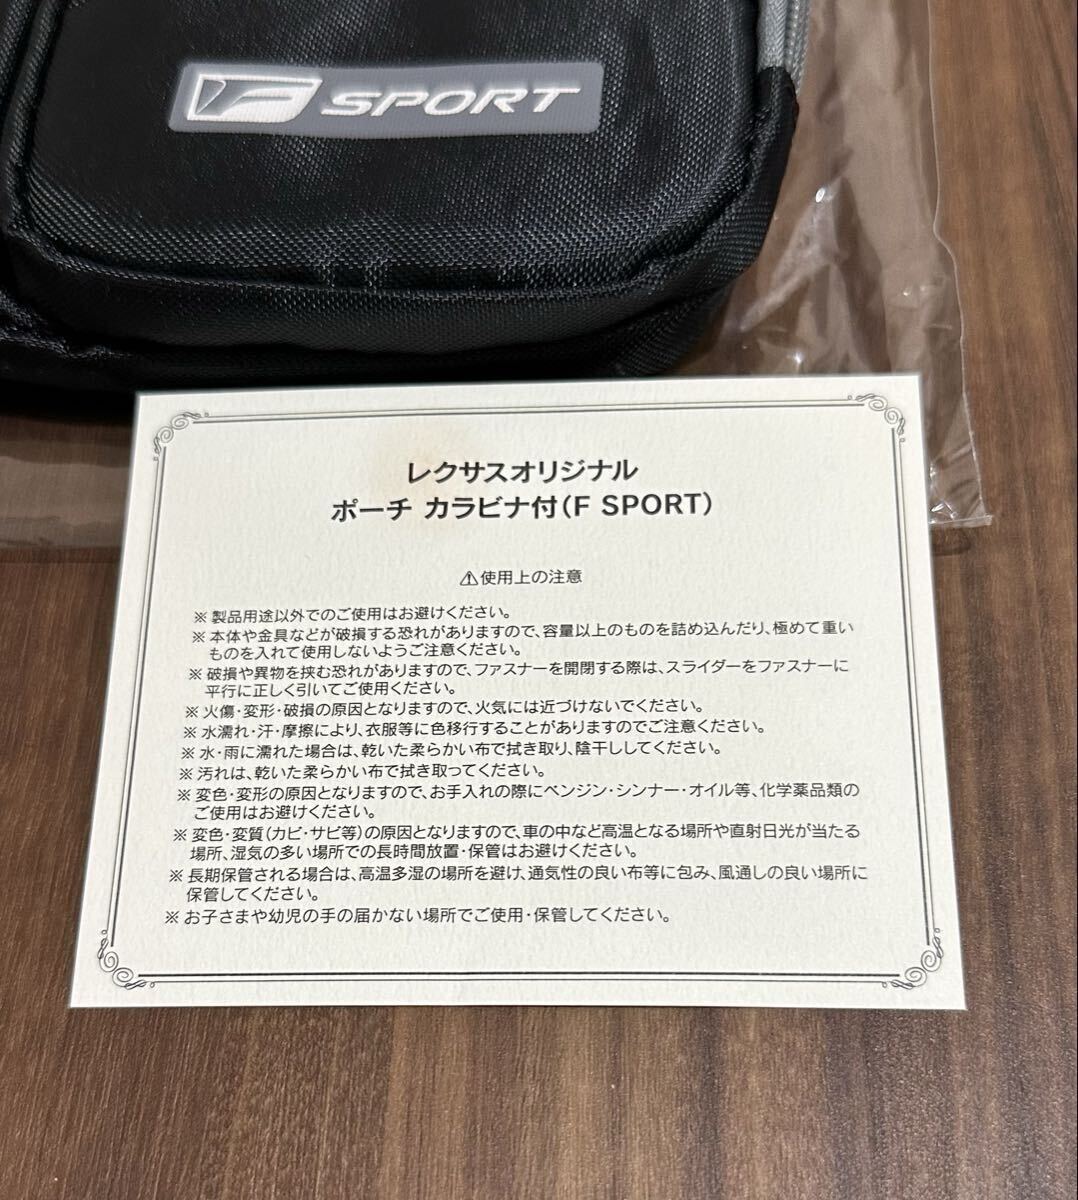 F SPORT
レクサスオリジナル
ポーチ カラビナ付(F SPORT)
⚠使用上の注意
※ 製品用途以外でのご使用はお避けください。
※ 本体や金具などが破損する恐れがありますので、容量以上のものを詰め込んだり、極めて重い
ものを入れて使用しないようご注意ください。
※ 破損や異物を挟む恐れがありますので、ファスナーを開閉する際は、スライダーをファスナーに
平行に正しく引いてご使用ください。
※ 火傷・変形・破損の原因となりますので、火気には近づけないでください。
※ 水濡れ・汗・摩擦により、衣服等に色移行することがありますのでご注意ください。
※ 水・雨に濡れた場合は、乾いた柔らかい布で拭き取り、陰干ししてください。
※ 汚れは、乾いた柔らかい布で拭き取ってください。
※ 変色・変形の原因となりますので、お手入れの際にベンジン・シンナー・オイル等、化学薬品類の
ご使用はお避けください。
※ 変色・変質(カビ・サビ等)の原因となりますので、車の中など高温となる場所や直射日光が当たる
場所、湿気の多い場所での長時間放置・保管はお避けください。
※ 長期保管される場合は、高温多湿の場所を避け、通気性の良い布等に包み、風通しの良い場所に
保管してください。
※ お子さまや幼児の手の届かない場所でご使用・保管してください。